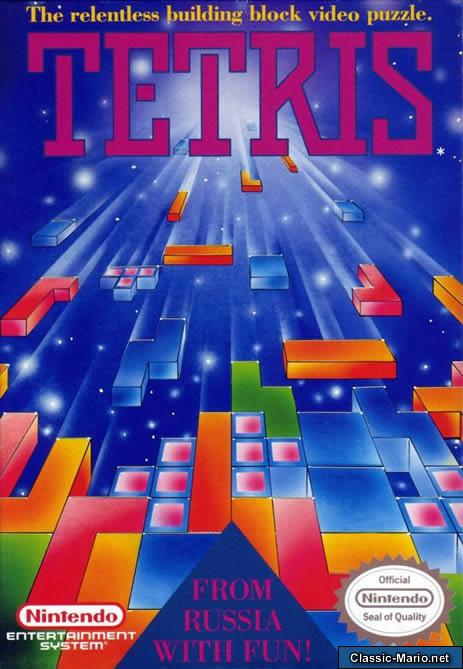 The relentless building block video puzzle.
TETRIS*
FROM
RUSSIA
WITH FUN!
Nintendo
ENTERTAINMENT
SYSTEM®
Official
Nintendo
Seal of Quality
Classic-Mario.net